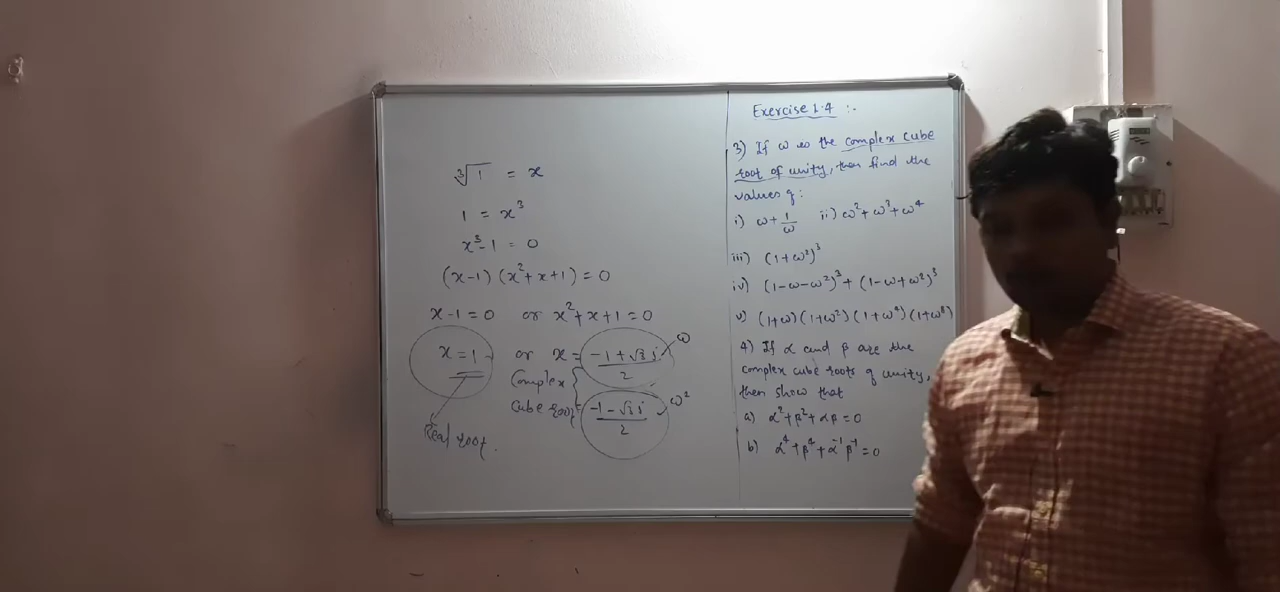 ∛1 = x
1 = x³
x³-1 = 0
(x-1) (x²+x+1) = 0
x-1 = 0 or x²+x+1 = 0
x = 1 or x = (-1+√3 i)/2 ω
Complex
cube root (-1-√3 i)/2 ω²
Real root.
Exercise 1.4 :-
3) If ω is the complex cube
root of unity, then find the
values of :
i) ω+1/ω ii) ω²+ω³+ω⁴
iii) (1+ω²)³
iv) (1-ω-ω²)³ + (1-ω+ω²)³
v) (1+ω) (1+ω²) (1+ω⁴) (1+ω⁸)
4) If α and β are the
complex cube roots of unity,
then show that
a) α²+β²+αβ = 0
b) α⁴+β⁴+α⁻¹β⁻¹ = 0